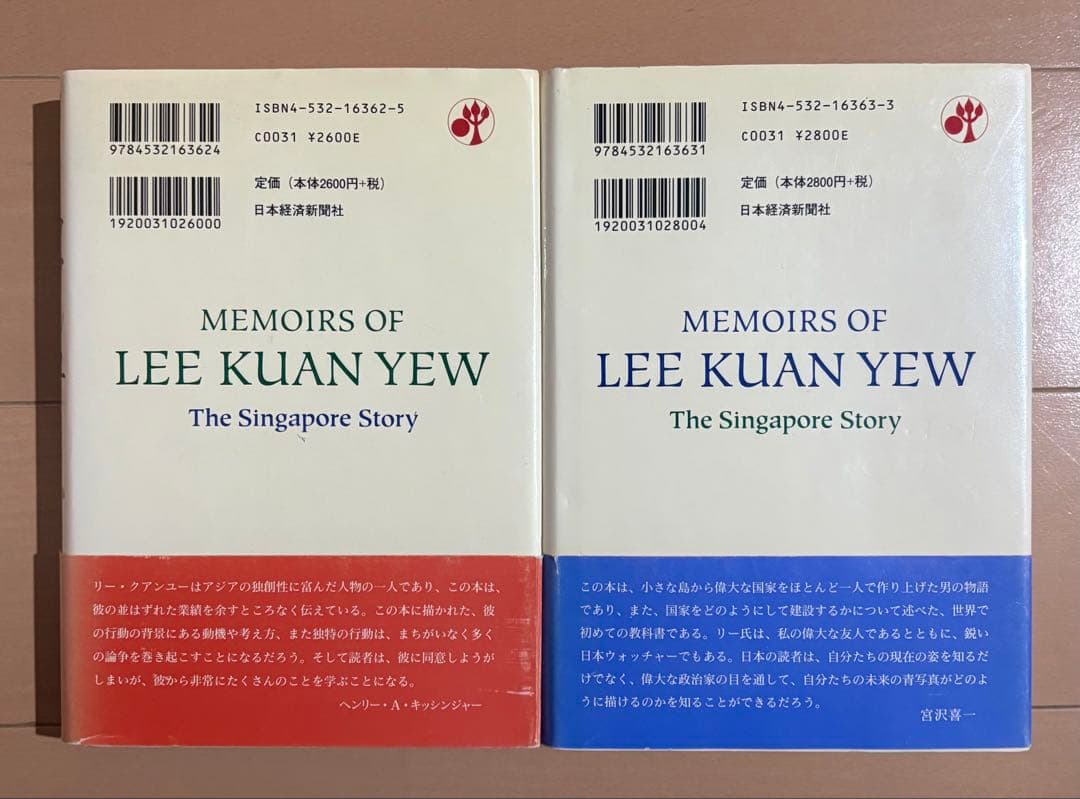 ISBN4-532-16362-5
9784532163624
C0031 ¥2600E
定価（本体2600円+税）
1920031026000
日本経済新聞社
MEMOIRS OF
LEE KUAN YEW
The Singapore Story
リー・クアンユーはアジアの独創性に富んだ人物の一人であり、この本は、
彼の並はずれた業績を余すところなく伝えている。この本に描かれた、彼
の行動の背景にある動機や考え方、また独特の行動は、まちがいなく多く
の論争を巻き起こすことになるだろう。そして読者は、彼に同意しようが
しまいが、彼から非常にたくさんのことを学ぶことになる。
ヘンリー・A・キッシンジャー
ISBN4-532-16363-3
9784532163631
C0031 ¥2800E
定価（本体2800円+税）
1920031028004
日本経済新聞社
MEMOIRS OF
LEE KUAN YEW
The Singapore Story
この本は、小さな島から偉大な国家をほとんど一人で作り上げた男の物語
であり、また、国家をどのようにして建設するかについて述べた、世界で
初めての教科書である。リー氏は、私の偉大な友人であるとともに、鋭い
日本ウォッチャーでもある。日本の読者は、自分たちの現在の姿を知るだ
けでなく、偉大な政治家の目を通して、自分たちの未来の青写真がどのよ
うに描けるのかを知ることができるだろう。
宮沢喜一